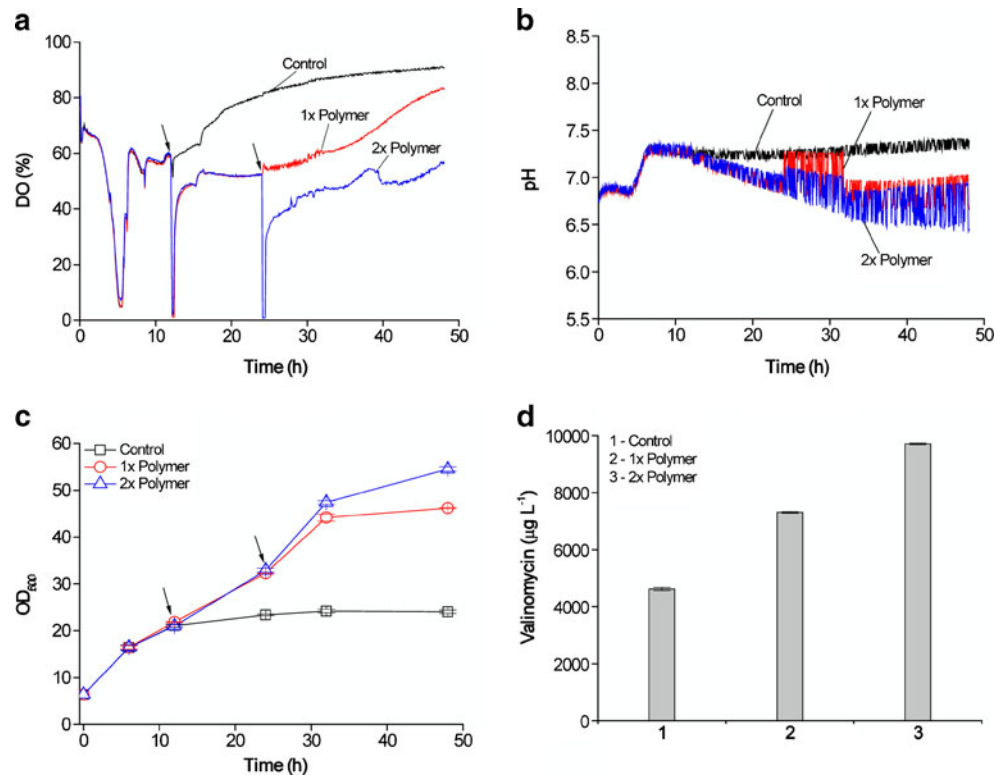 a
DO (%)
100
80
60
40
20
0
0
10
20
30
40
50
Time (h)
Control
1x Polymer
2x Polymer
b
pH
8.5
8.0
7.5
7.0
6.5
6.0
5.5
0
10
20
30
40
50
Time (h)
Control
1x Polymer
2x Polymer
c
OD600
60
50
40
30
20
10
0
0
10
20
30
40
50
Time (h)
Control
1x Polymer
2x Polymer
d
Valinomycin (µg L-1)
10000
8000
6000
4000
2000
0
1
2
3
1 - Control
2 - 1x Polymer
3 - 2x Polymer